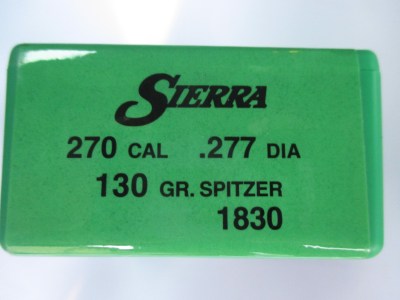 SIERRA
270 CAL .277 DIA
130 GR. SPITZER
1830